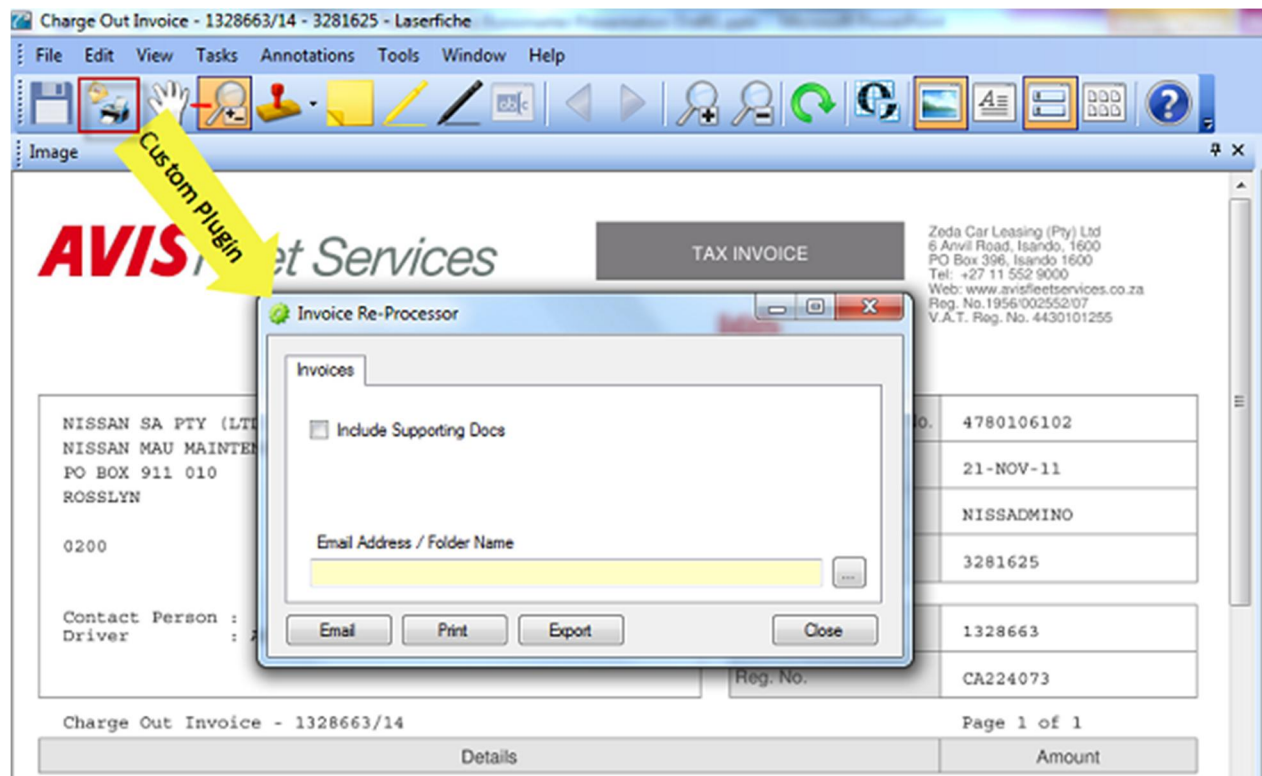 Charge Out Invoice - 1328663/14 - 3281625 - Laserfiche
File Edit View Tasks Annotations Tools Window Help
Image
Custom Plugin
AVIS et Services
TAX INVOICE
Zeda Car Leasing (Pty) Ltd
6 Anvil Road, Isando, 1600
PO Box 396, Isando 1600
Tel: +27 11 552 9000
Web: www.avisfleetservices.co.za
Reg. No.1956/002552/07
V.A.T. Reg. No. 4430101255
Invoice Re-Processor
Invoices
Include Supporting Docs
Email Address / Folder Name
...
Email Print Export Close
NISSAN SA PTY (LT
NISSAN MAU MAINTEN
PO BOX 911 010
ROSSLYN
0200
Contact Person :
Driver :
No. 4780106102
21-NOV-11
NISSADMINO
3281625
1328663
Reg. No. CA224073
Charge Out Invoice - 1328663/14 Page 1 of 1
Details Amount